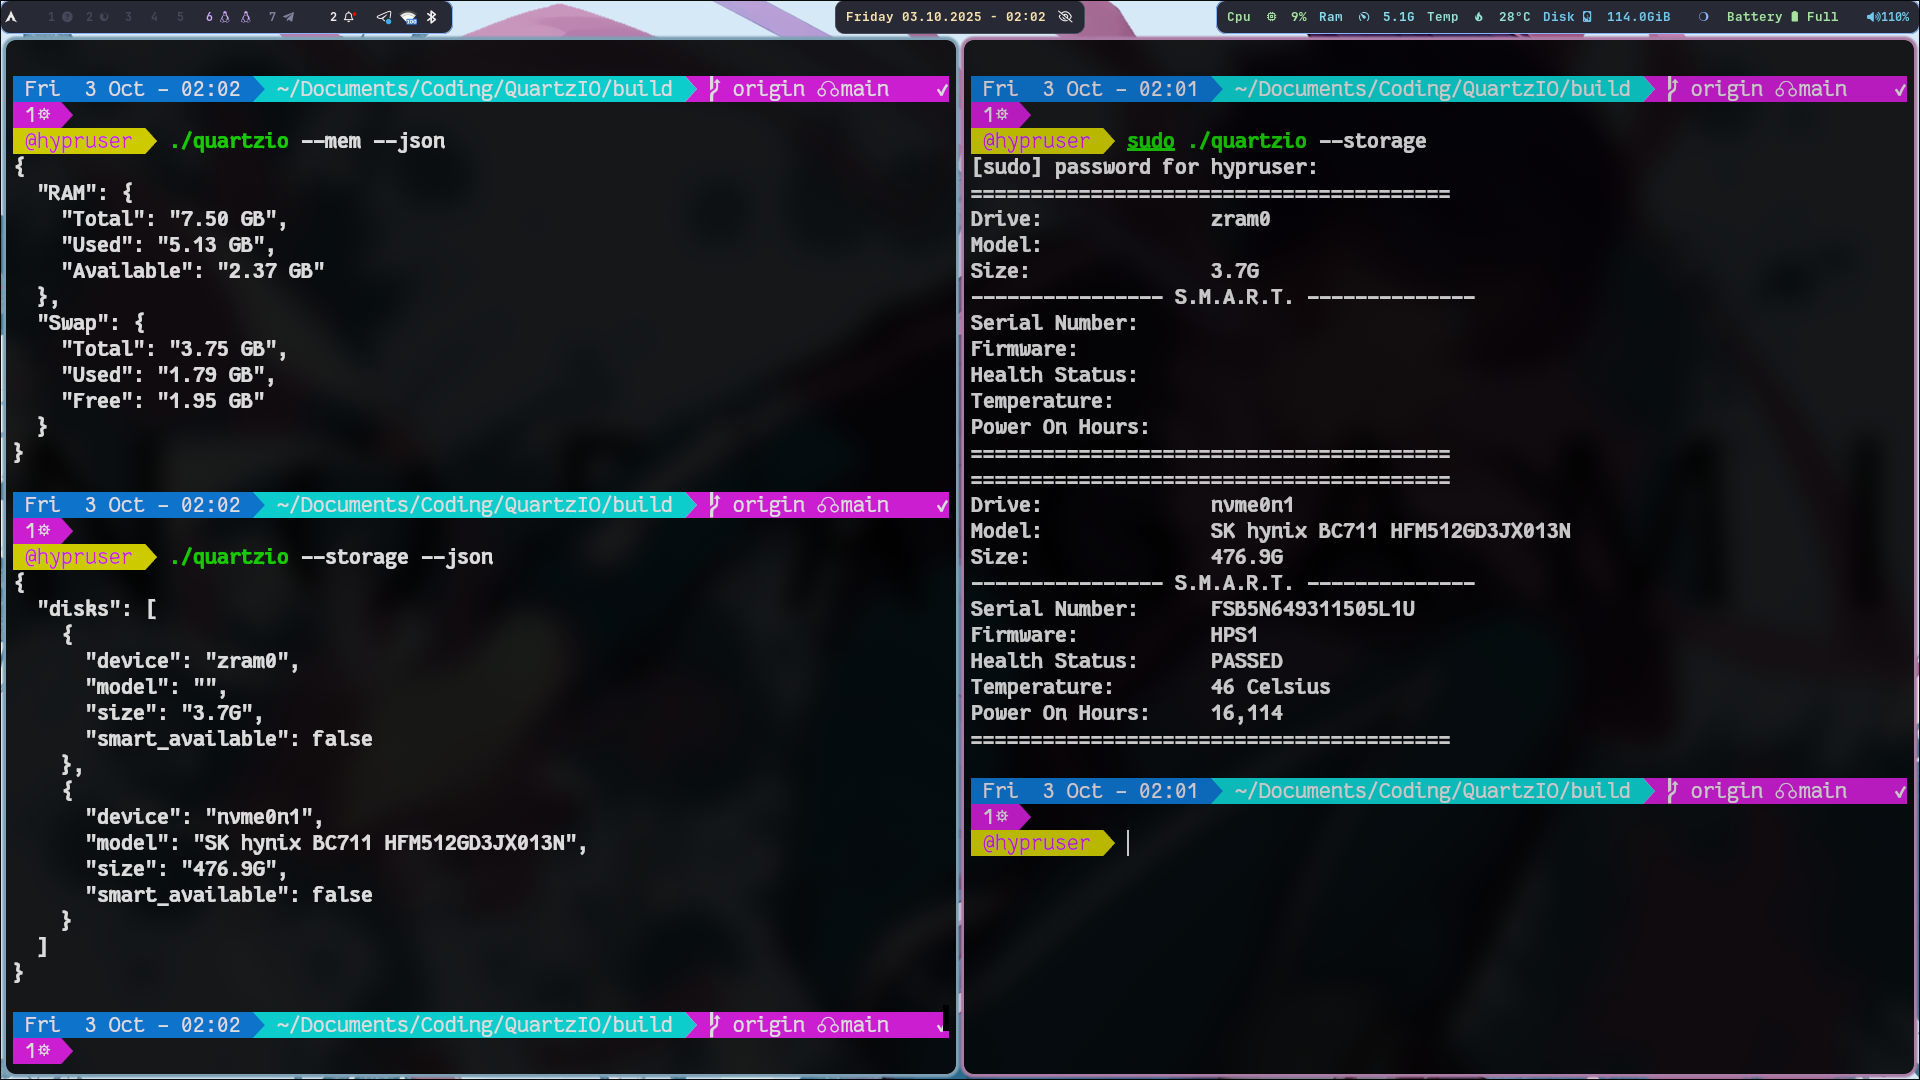 1 2 3 4 5 6 7 2
Friday 03.10.2025 - 02:02
Cpu 9% Ram 5.1G Temp 28°C Disk 114.0GiB Battery Full 110%
Fri 3 Oct - 02:02 ~/Documents/Coding/QuartzIO/build origin main ✓
1
@hypruser ./quartzio --mem --json
{
"RAM": {
"Total": "7.50 GB",
"Used": "5.13 GB",
"Available": "2.37 GB"
},
"Swap": {
"Total": "3.75 GB",
"Used": "1.79 GB",
"Free": "1.95 GB"
}
}
Fri 3 Oct - 02:02 ~/Documents/Coding/QuartzIO/build origin main ✓
1
@hypruser ./quartzio --storage --json
{
"disks": [
{
"device": "zram0",
"model": "",
"size": "3.7G",
"smart_available": false
},
{
"device": "nvme0n1",
"model": "SK hynix BC711 HFM512GD3JX013N",
"size": "476.9G",
"smart_available": false
}
]
}
Fri 3 Oct - 02:02 ~/Documents/Coding/QuartzIO/build origin main ✓
1
Fri 3 Oct - 02:01 ~/Documents/Coding/QuartzIO/build origin main ✓
1
@hypruser sudo ./quartzio --storage
[sudo] password for hypruser:
========================================
Drive: zram0
Model:
Size: 3.7G
---------------- S.M.A.R.T. --------------
Serial Number:
Firmware:
Health Status:
Temperature:
Power On Hours:
========================================
========================================
Drive: nvme0n1
Model: SK hynix BC711 HFM512GD3JX013N
Size: 476.9G
---------------- S.M.A.R.T. --------------
Serial Number: FSB5N649311505L1U
Firmware: HPS1
Health Status: PASSED
Temperature: 46 Celsius
Power On Hours: 16,114
========================================
Fri 3 Oct - 02:01 ~/Documents/Coding/QuartzIO/build origin main ✓
1
@hypruser